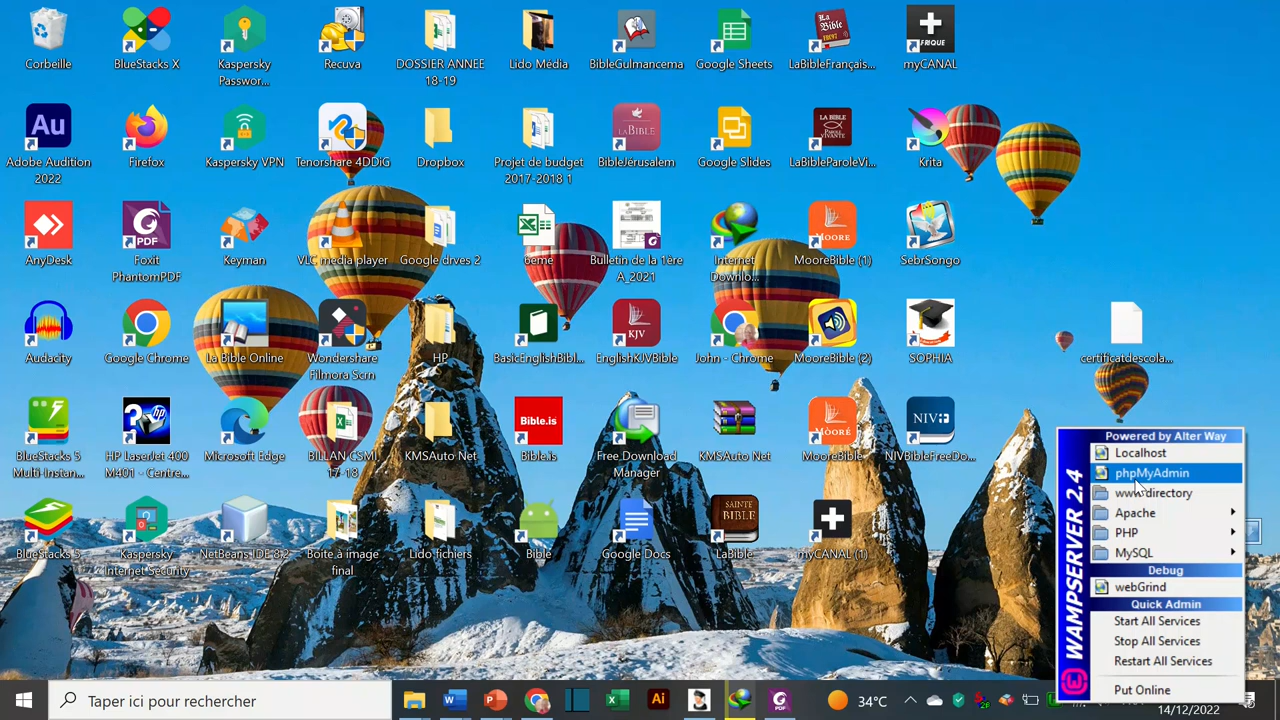 Corbeille
BlueStacks X
Kaspersky
Passwor...
Recuva
DOSSIER ANNEE
18-19
Lido Média
BibleGulmancema
Google Sheets
LaBibleFrançais...
myCANAL
Adobe Audition
2022
Firefox
Kaspersky VPN
Tenorshare 4DDiG
Dropbox
Projet de budget
2017-2018 1
BibleJérusalem
Google Slides
LaBibleParoleVi...
Krita
AnyDesk
Foxit
PhantomPDF
Keyman
VLC media player
Google drves 2
6eme
Bulletin de la 1ére
A_2021
Internet
Downlo...
MooreBible (1)
SebrSongo
Audacity
Google Chrome
La Bible Online
Wondershare
Filmora Scrn
HP
BasicEnglishBibl...
EnglishKJVBible
John - Chrome
MooreBible (2)
SOPHIA
certificatdescola...
BlueStacks 5
Multi-Instan...
HP LaserJet 400
M401 - Centre...
Microsoft Edge
BILLAN CSMI
17-18
KMSAuto Net
Bible.is
Bible.is
Free Download
Manager
KMSAuto Net
MooreBible
NIVBibleFreeDo...
BlueStacks 5
Kaspersky
Internet Security
NetBeans IDE 8.2
Boite à image
final
Lido fichiers
Bible
Google Docs
LaBible
myCANAL (1)
WAMPSERVER 2.4
Powered by Alter Way
Localhost
phpMyAdmin
www directory
Apache
PHP
MySQL
Debug
webGrind
Quick Admin
Start All Services
Stop All Services
Restart All Services
Put Online
Taper ici pour rechercher
34°C
14/12/2022